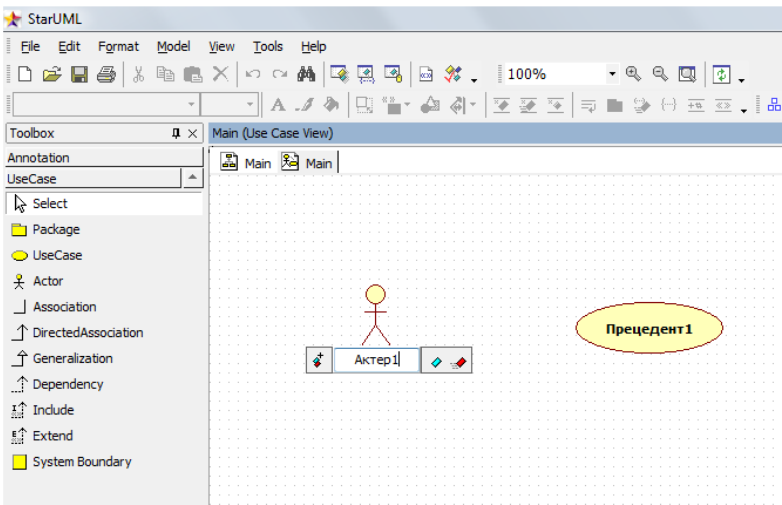 StarUML
File Edit Format Model View Tools Help
100%
Toolbox
Main (Use Case View)
Annotation
Main Main
UseCase
Select
Package
UseCase
Actor
Association
DirectedAssociation
Generalization
Dependency
Include
Extend
System Boundary
Актер1
Прецедент1